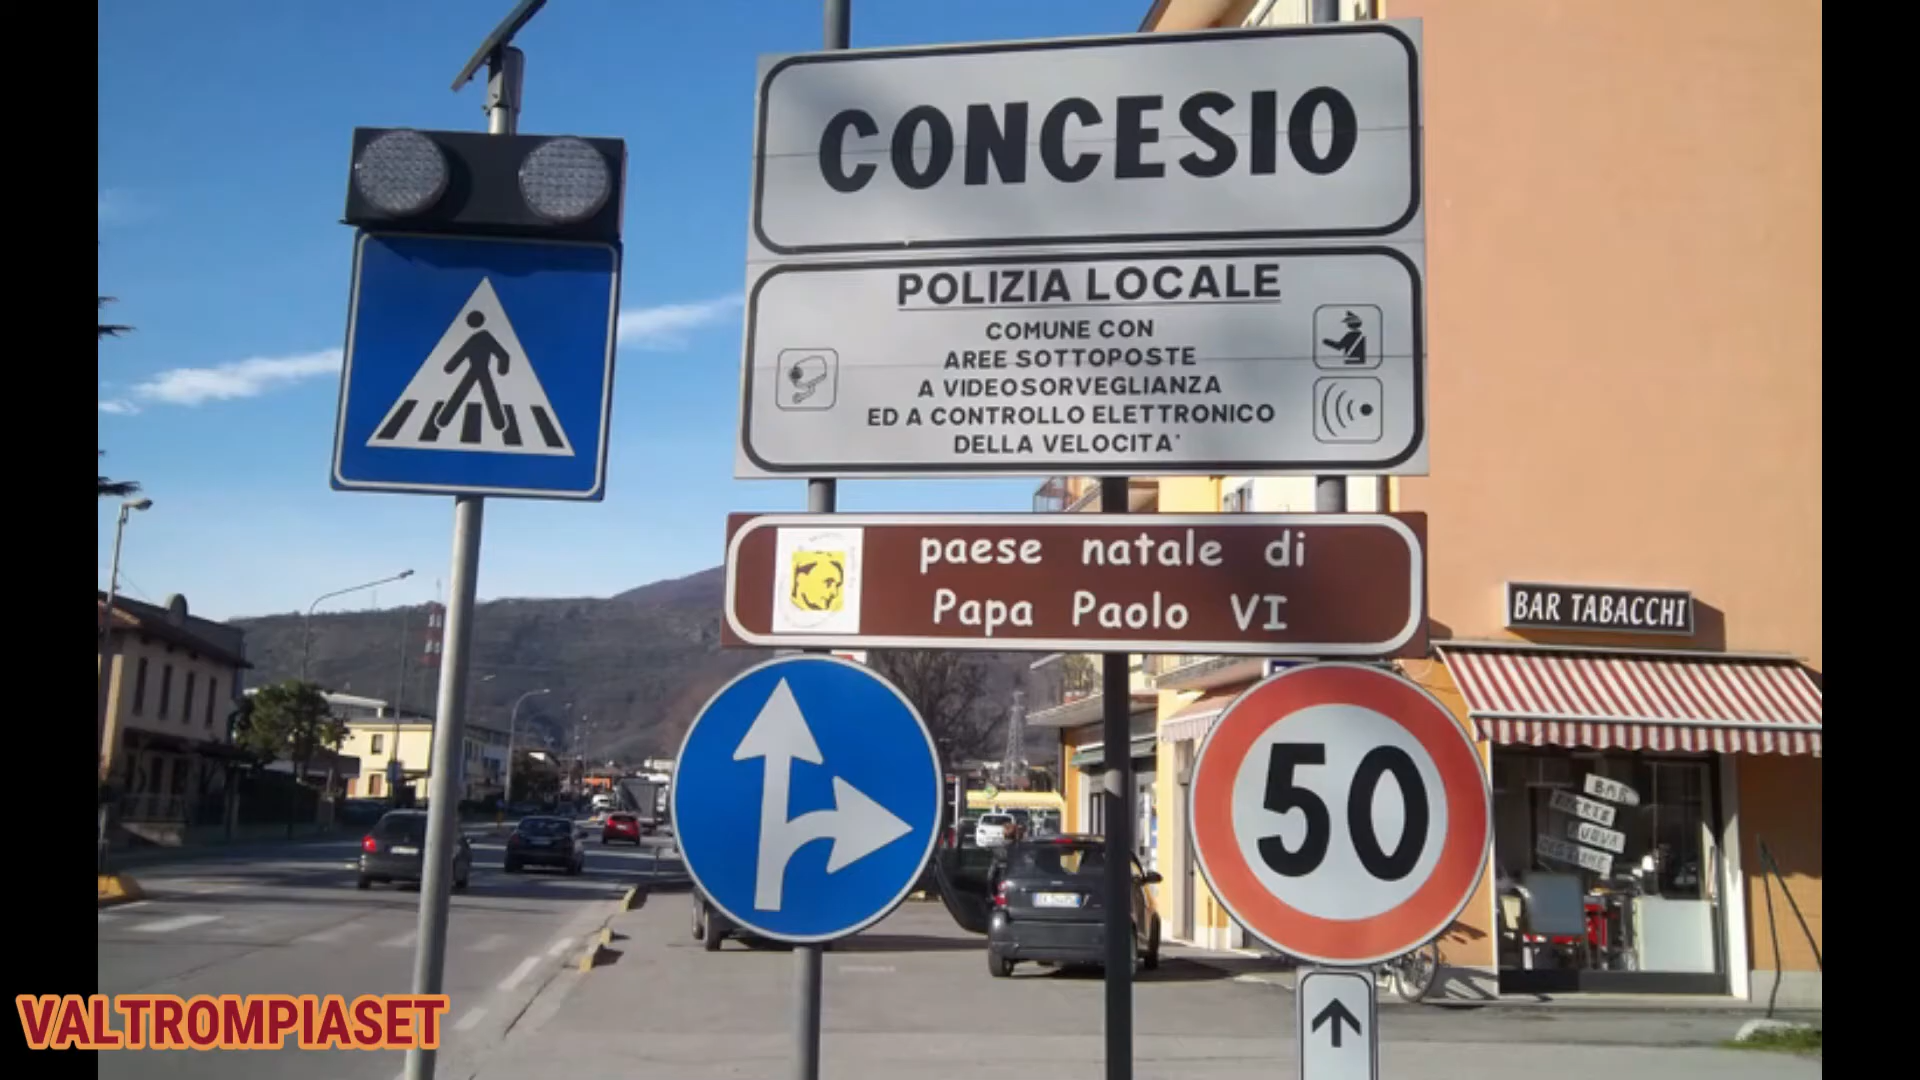 CONCESIO
POLIZIA LOCALE
COMUNE CON
AREE SOTTOPOSTE
A VIDEOSORVEGLIANZA
ED A CONTROLLO ELETTRONICO
DELLA VELOCITA'
paese natale di
Papa Paolo VI
BAR TABACCHI
50
BAR
VALTROMPIASET